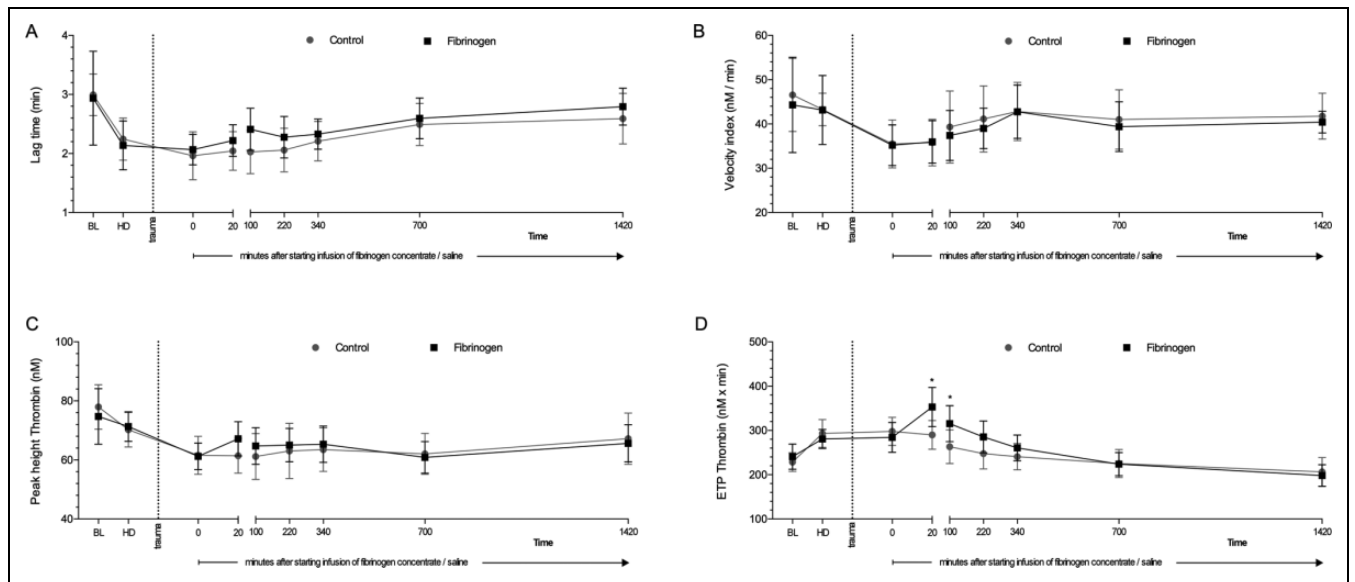 A
Control
Fibrinogen
Lag time (min)
4
3
2
1
BL
HD
trauma
0
20
100
220
340
700
1420
Time
minutes after starting infusion of fibrinogen concentrate / saline
B
Control
Fibrinogen
Velocity index (nM / min)
60
50
40
30
20
BL
HD
trauma
0
20
100
220
340
700
1420
Time
minutes after starting infusion of fibrinogen concentrate / saline
C
Control
Fibrinogen
Peak height Thrombin (nM)
100
80
60
40
BL
HD
trauma
0
20
100
220
340
700
1420
Time
minutes after starting infusion of fibrinogen concentrate / saline
D
Control
Fibrinogen
ETP Thrombin (nM x min)
500
400
300
200
100
*
*
BL
HD
trauma
0
20
100
220
340
700
1420
Time
minutes after starting infusion of fibrinogen concentrate / saline